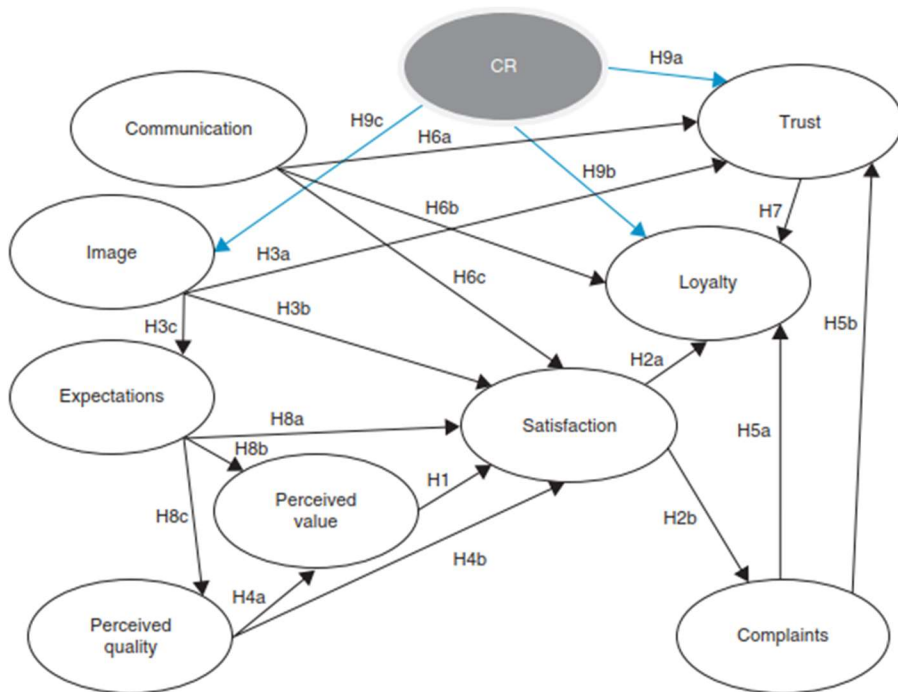 CR
H9a
Trust
Communication
H9c
H6a
H9b
H7
H6b
Image
H3a
Loyalty
H6c
H3b
H3c
H5b
H2a
Expectations
Satisfaction
H8a
H5a
H8b
H1
Perceived
value
H8c
H2b
H4b
H4a
Perceived
quality
Complaints